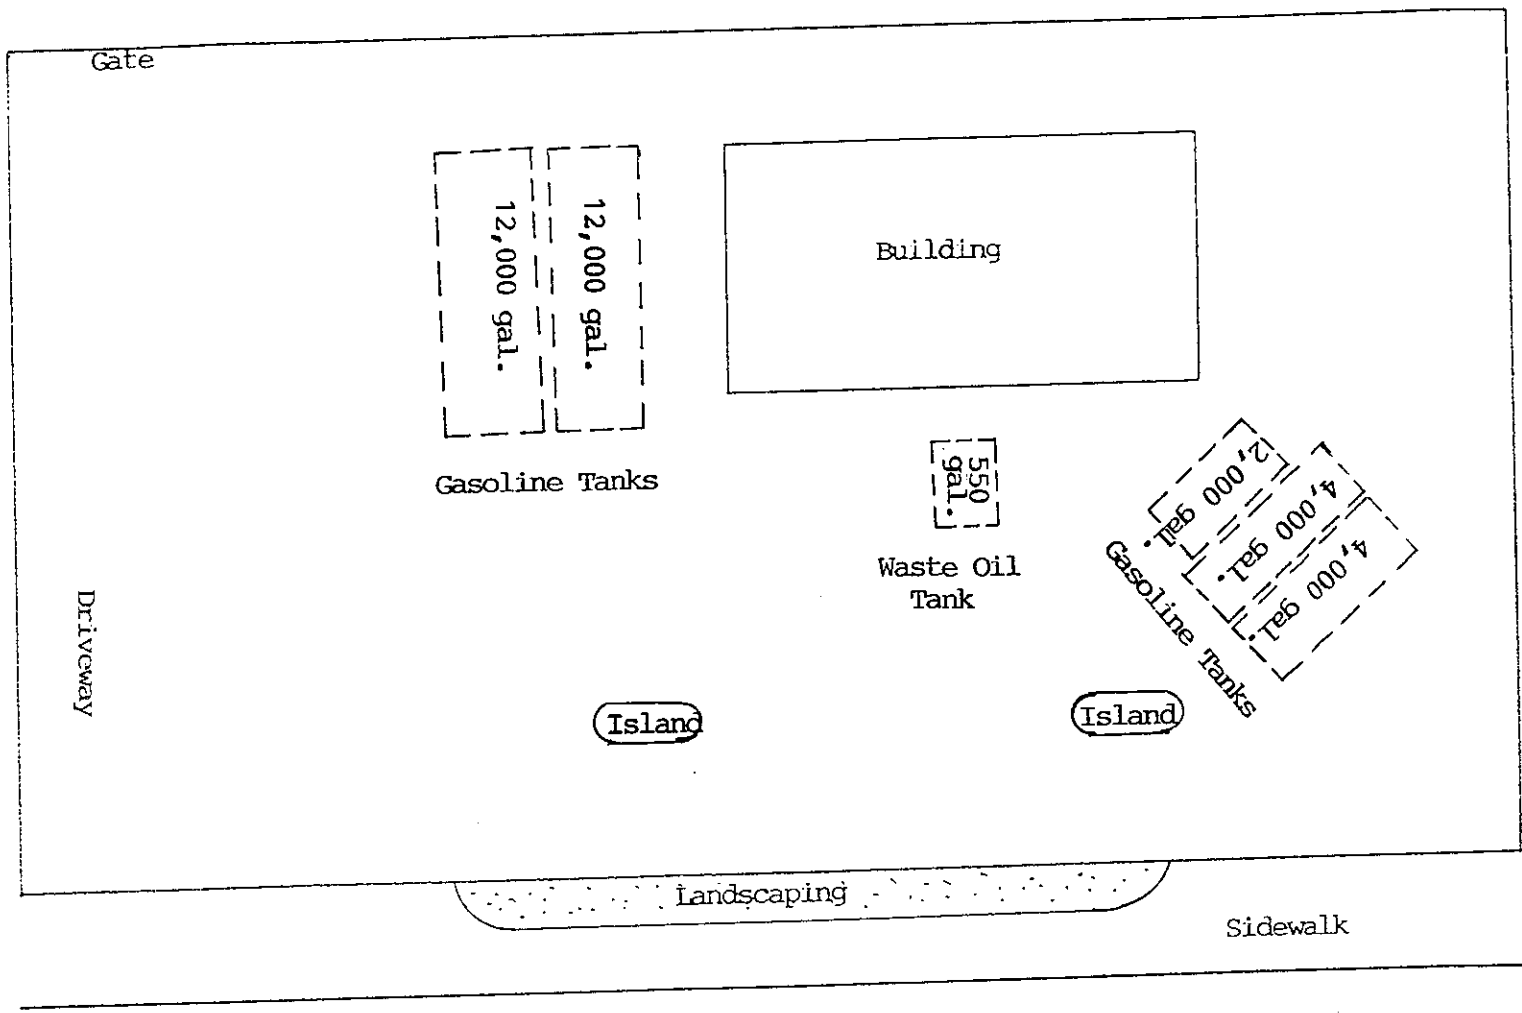 Gate
12,000 gal.
12,000 gal.
Building
Gasoline Tanks
550
gal.
Waste Oil
Tank
2,000 gal.
4,000 gal.
4,000 gal.
Gasoline Tanks
Driveway
Island
Island
Landscaping
Sidewalk